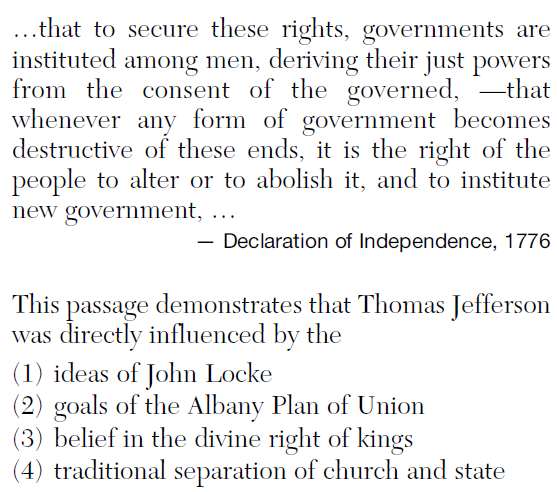 …that to secure these rights, governments are
instituted among men, deriving their just powers
from the consent of the governed, —that
whenever any form of government becomes
destructive of these ends, it is the right of the
people to alter or to abolish it, and to institute
new government, …
— Declaration of Independence, 1776
This passage demonstrates that Thomas Jefferson
was directly influenced by the
(1) ideas of John Locke
(2) goals of the Albany Plan of Union
(3) belief in the divine right of kings
(4) traditional separation of church and state